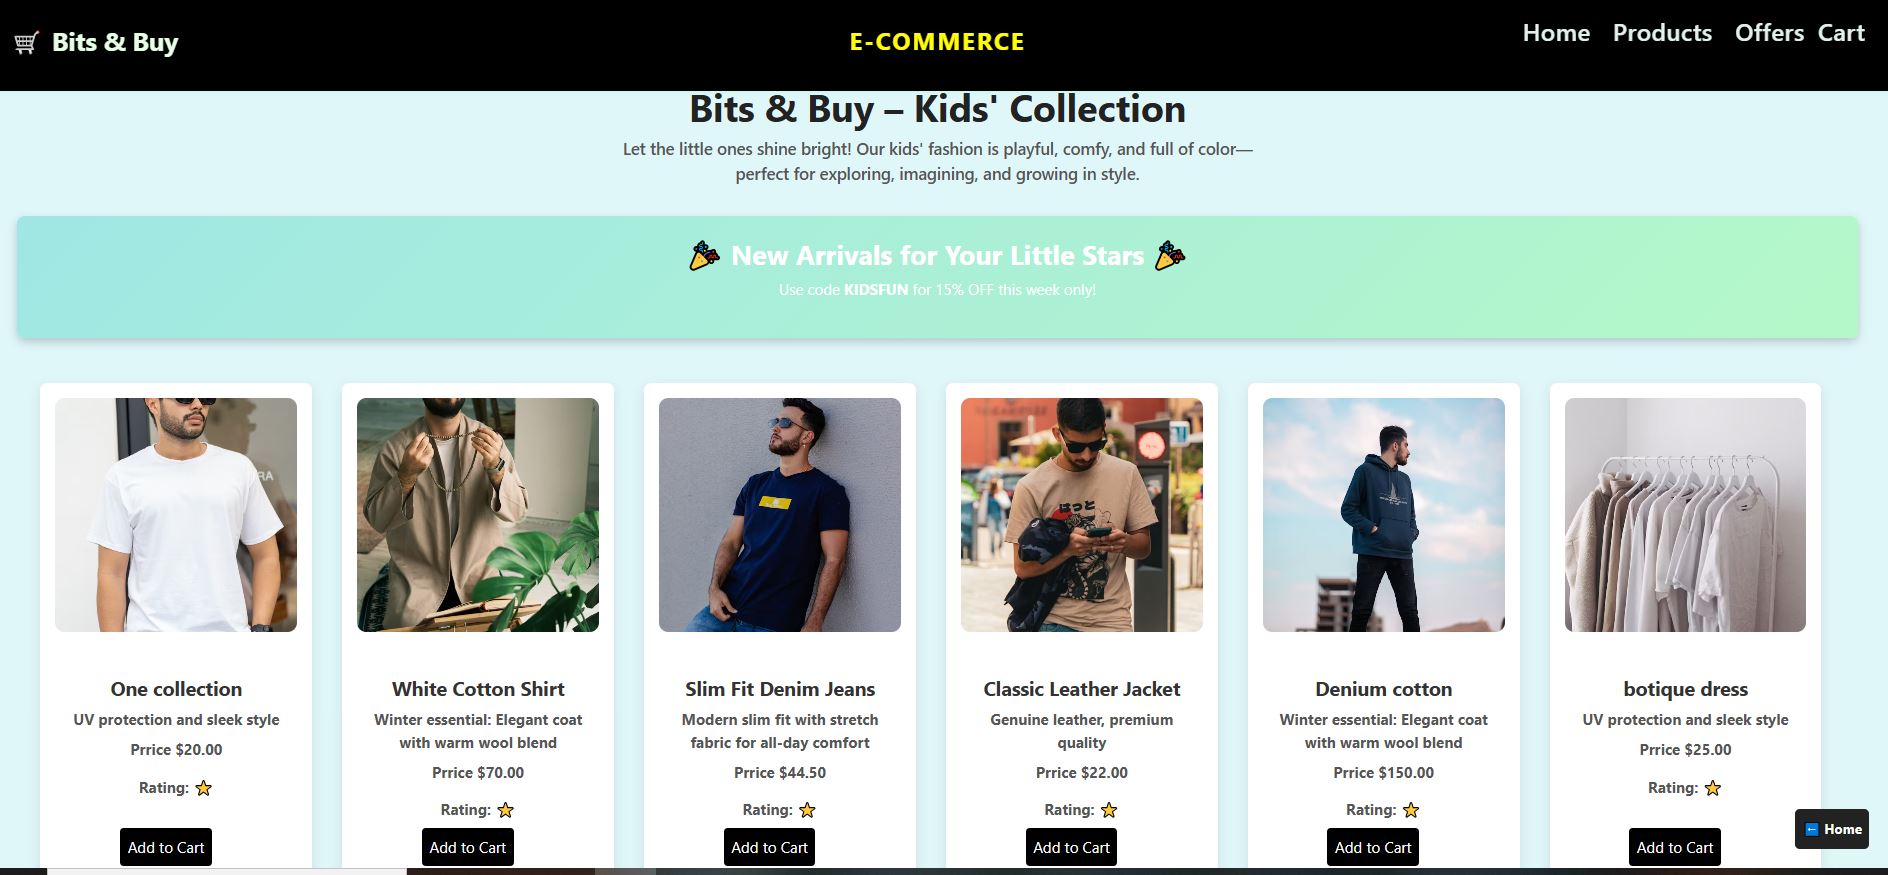 🛒 Bits & Buy
E-COMMERCE
Home Products Offers Cart
Bits & Buy – Kids' Collection
Let the little ones shine bright! Our kids' fashion is playful, comfy, and full of color—
perfect for exploring, imagining, and growing in style.
🎉 New Arrivals for Your Little Stars 🎉
Use code KIDSFUN for 15% OFF this week only!
One collection
UV protection and sleek style
Prrice $20.00
Rating: ⭐
Add to Cart
White Cotton Shirt
Winter essential: Elegant coat
with warm wool blend
Prrice $70.00
Rating: ⭐
Add to Cart
Slim Fit Denim Jeans
Modern slim fit with stretch
fabric for all-day comfort
Prrice $44.50
Rating: ⭐
Add to Cart
はっと
Classic Leather Jacket
Genuine leather, premium
quality
Prrice $22.00
Rating: ⭐
Add to Cart
Denium cotton
Winter essential: Elegant coat
with warm wool blend
Prrice $150.00
Rating: ⭐
Add to Cart
botique dress
UV protection and sleek style
Prrice $25.00
Rating: ⭐
Add to Cart
⬅ Home